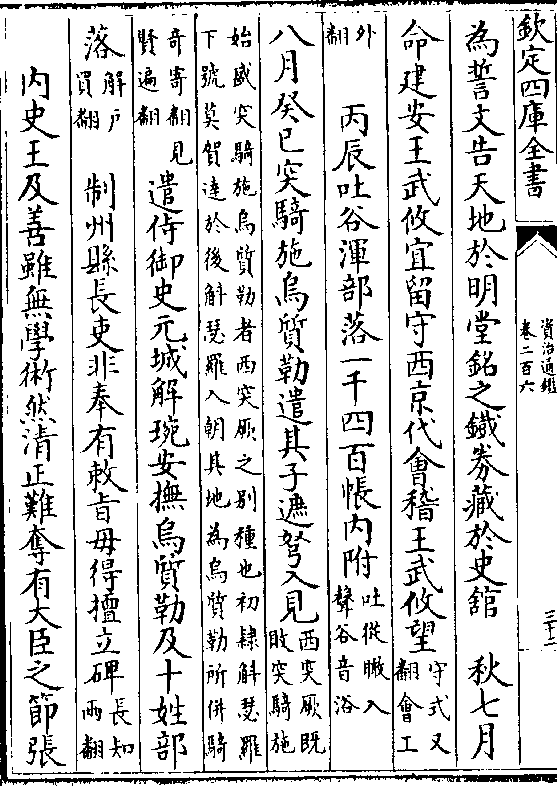 欽定四庫全書
資治通鑑
卷二百六
三十二
為誓文告天地於明堂銘之鐵券藏於史館　秋七月
命建安王武攸宜留守西京代會稽王武攸望守式又翻會工
外翻　丙辰吐谷渾部落一千四百帳內附吐從暾入聲谷音浴
八月癸巳突騎施烏質勒遣其子遮弩入見西突厥既敗突騎施
始盛突騎施烏質勒者西突厥之别種也初隷斛瑟羅
下號莫賀達於後斛瑟羅入朝其地為烏質勒所併騎
奇寄翻見賢遍翻遣侍御史元城解琬安撫烏質勒及十姓部
落解户買翻　制州縣長吏非奉有敕旨毋得擅立碑長知兩翻
內史王及善雖無學術然清正難奪有大臣之節張